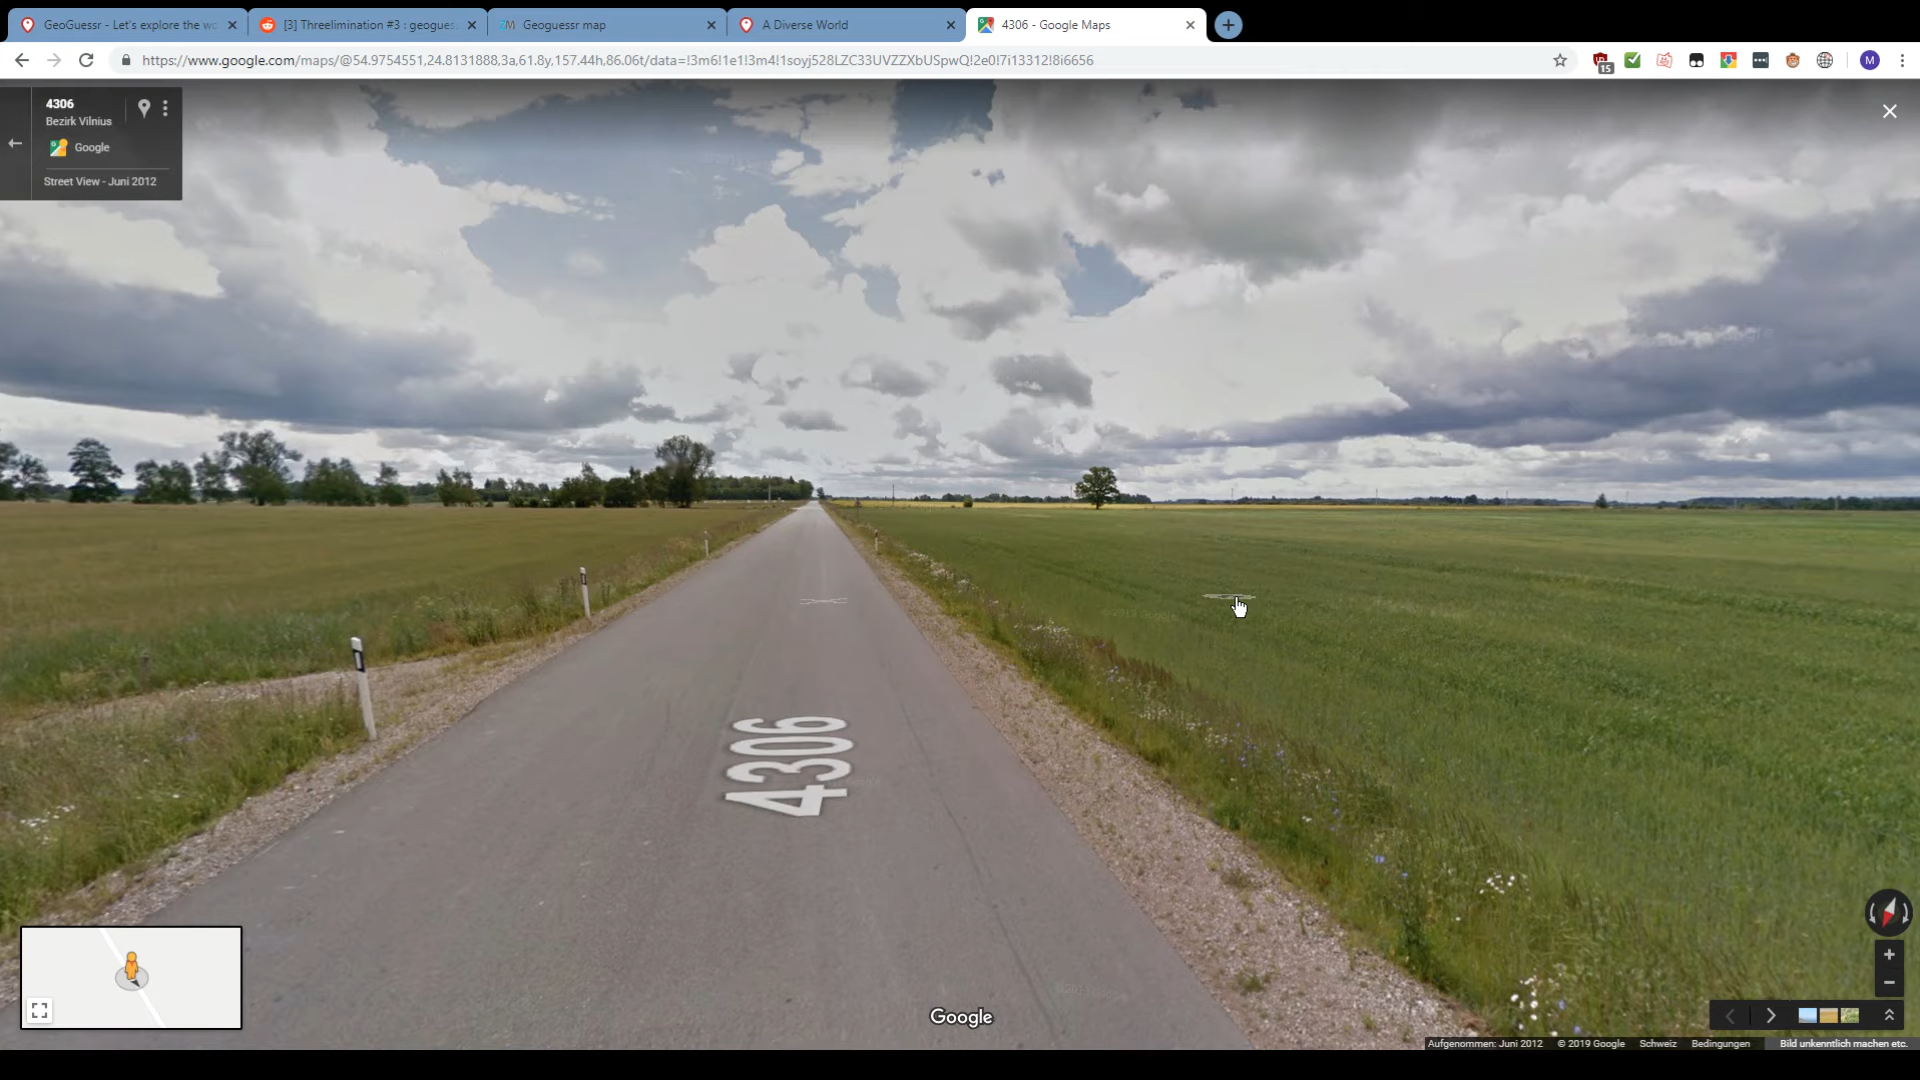 GeoGuessr - Let's explore the wo
[3] Threelimination #3 : geogues
Geoguessr map
A Diverse World
4306 - Google Maps
https://www.google.com/maps/@54.9754551,24.8131888,3a,61.8y,157.44h,86.06t/data=!3m6!1e1!3m4!1soyj528LZC33UVZZXbUSpwQ!2e0!7i13312!8i6656
15
M
4306
Bezirk Vilnius
Google
Street View - Juni 2012
4306
Google
Aufgenommen: Juni 2012 © 2019 Google Schweiz Bedingungen Bild unkenntlich machen etc.